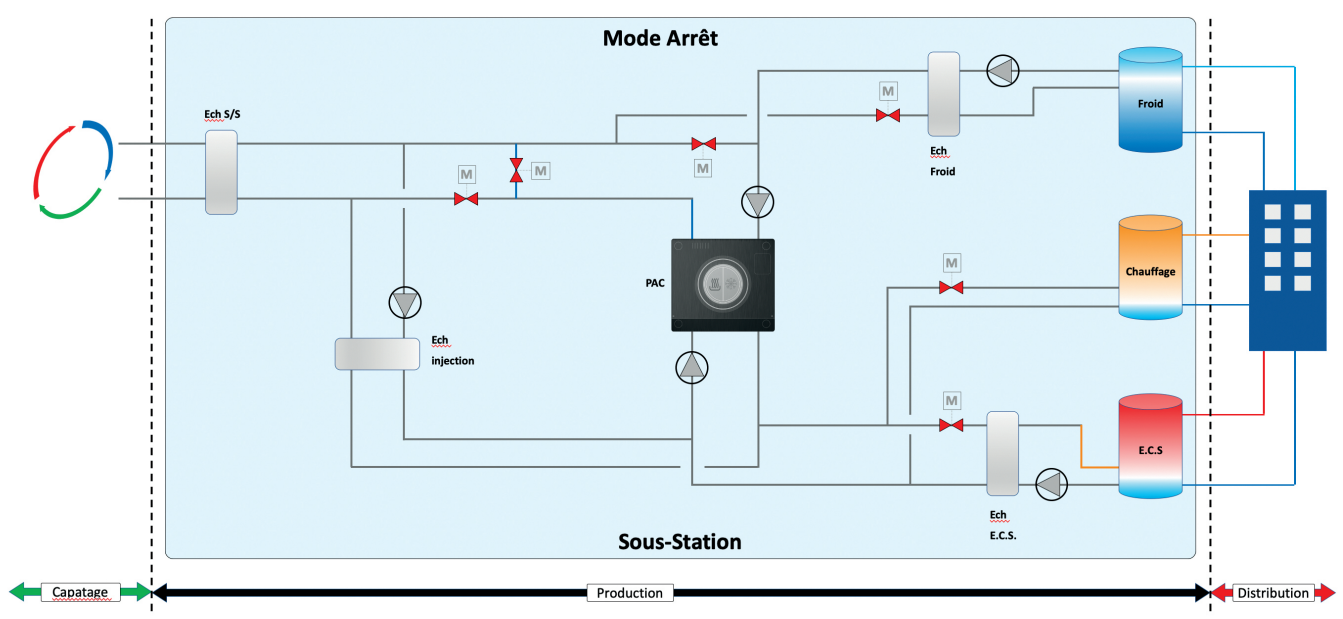 Mode Arrêt
Ech S/S
M
Froid
Ech
Froid
M
M
M
PAC
M
Chauffage
Ech
injection
M
E.C.S
Ech
E.C.S.
Sous-Station
Capatage
Production
Distribution